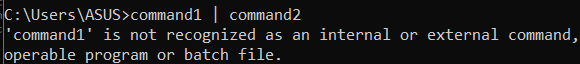 C:\Users\ASUS>command1 | command2
'command1' is not recognized as an internal or external command,
operable program or batch file.